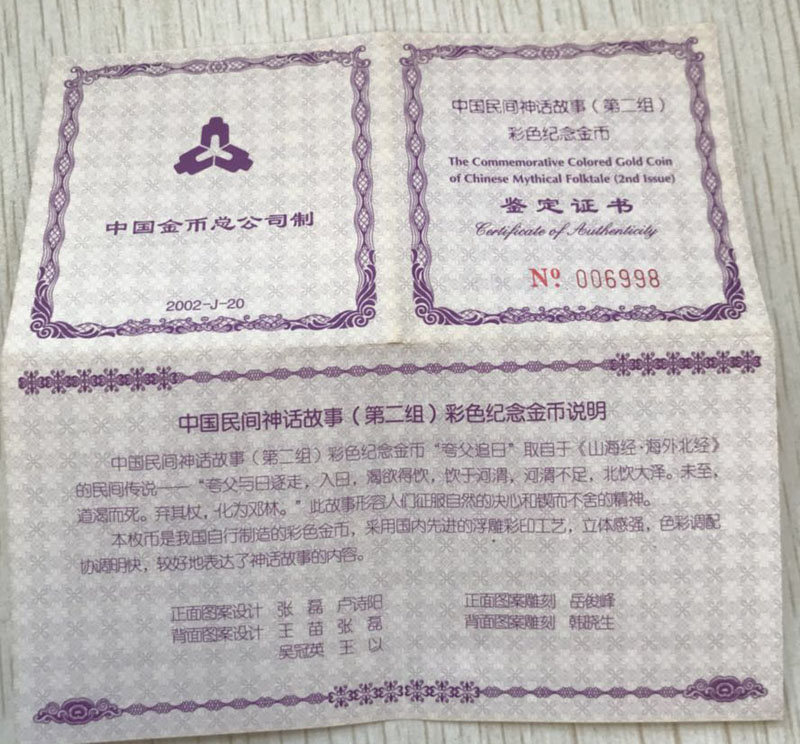 中国金币总公司制
2002-J-20
中国民间神话故事（第二组）
彩色纪念金币
The Commemorative Colored Gold Coin
of Chinese Mythical Folktale (2nd Issue)
鉴定证书
Certificate of Authenticity
Nº 006998
中国民间神话故事（第二组）彩色纪念金币说明
中国民间神话故事（第二组）彩色纪念金币“夸父追日”取自于《山海经·海外北经》
的民间传说——“夸父与日逐走，入日，渴欲得饮，饮于河渭，河渭不足，北饮大泽。未至，
道渴而死。弃其杖，化为邓林。”此故事形容人们征服自然的决心和锲而不舍的精神。
本枚币是我国自行制造的彩色金币，采用国内先进的浮雕彩印工艺，立体感强，色彩调配
协调明快，较好地表达了神话故事的内容。
正面图案设计 张磊 卢诗阳
背面图案设计 王苗 张磊
吴冠英 王以
正面图案雕刻 岳俊峰
背面图案雕刻 韩晓生